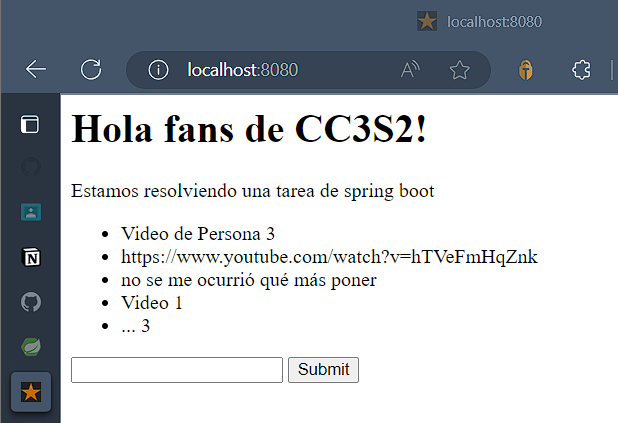 localhost:8080
localhost:8080
Hola fans de CC3S2!
Estamos resolviendo una tarea de spring boot
Video de Persona 3
https://www.youtube.com/watch?v=hTVeFmHqZnk
no se me ocurrió qué más poner
Video 1
... 3
Submit